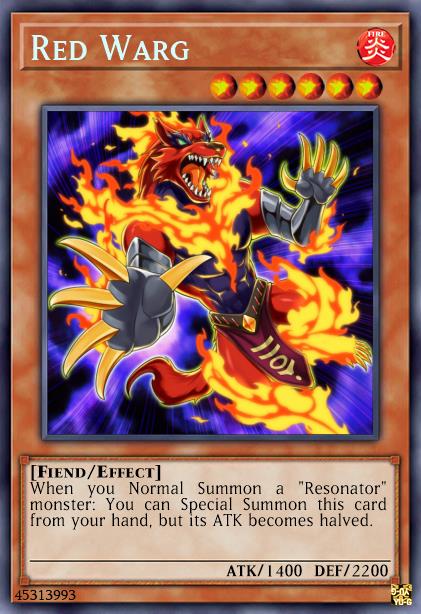 RED WARG
FIRE
炎
[FIEND/EFFECT]
When you Normal Summon a "Resonator"
monster: You can Special Summon this card
from your hand, but its ATK becomes halved.
ATK/1400 DEF/2200
45313993